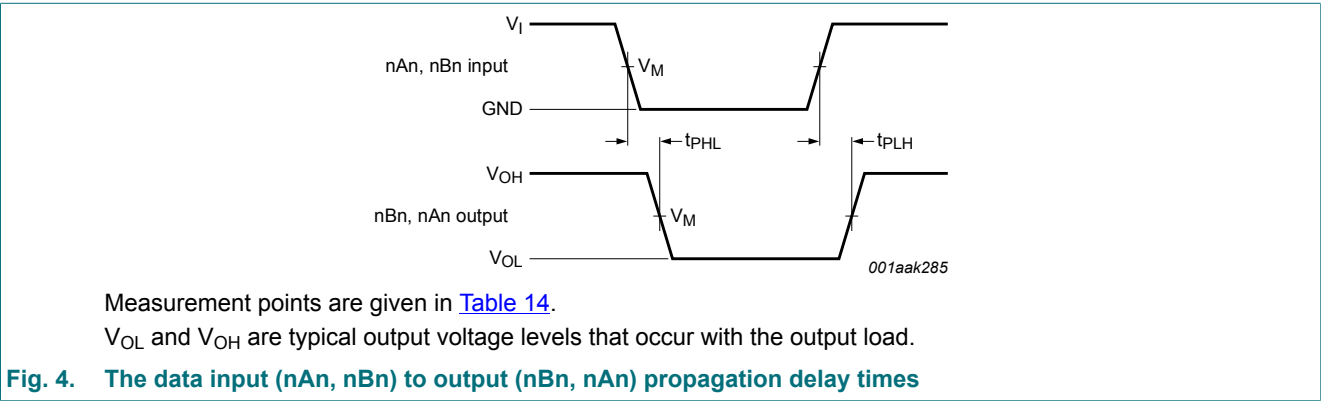 VI
nAn, nBn input
VM
GND
tPHL
tPLH
VOH
nBn, nAn output
VM
VOL
001aak285
Measurement points are given in Table 14.
VOL and VOH are typical output voltage levels that occur with the output load.
Fig. 4. The data input (nAn, nBn) to output (nBn, nAn) propagation delay times